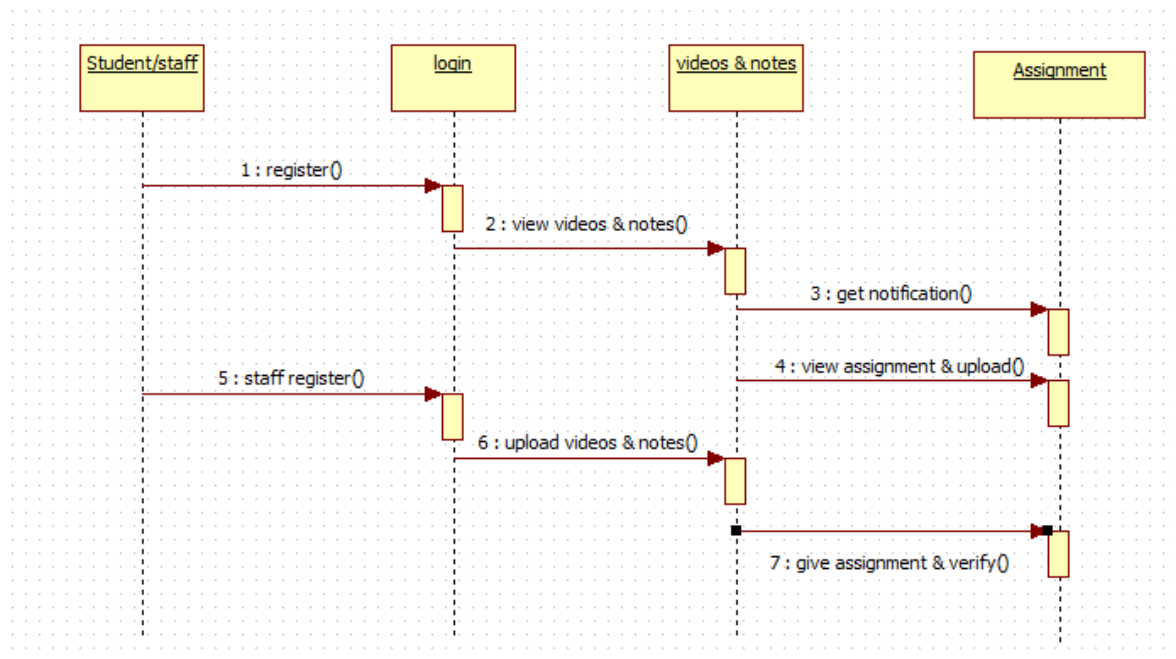 Student/staff
login
videos & notes
Assignment
1 : register()
2 : view videos & notes()
3 : get notification()
4 : view assignment & upload()
5 : staff register()
6 : upload videos & notes()
7 : give assignment & verify()